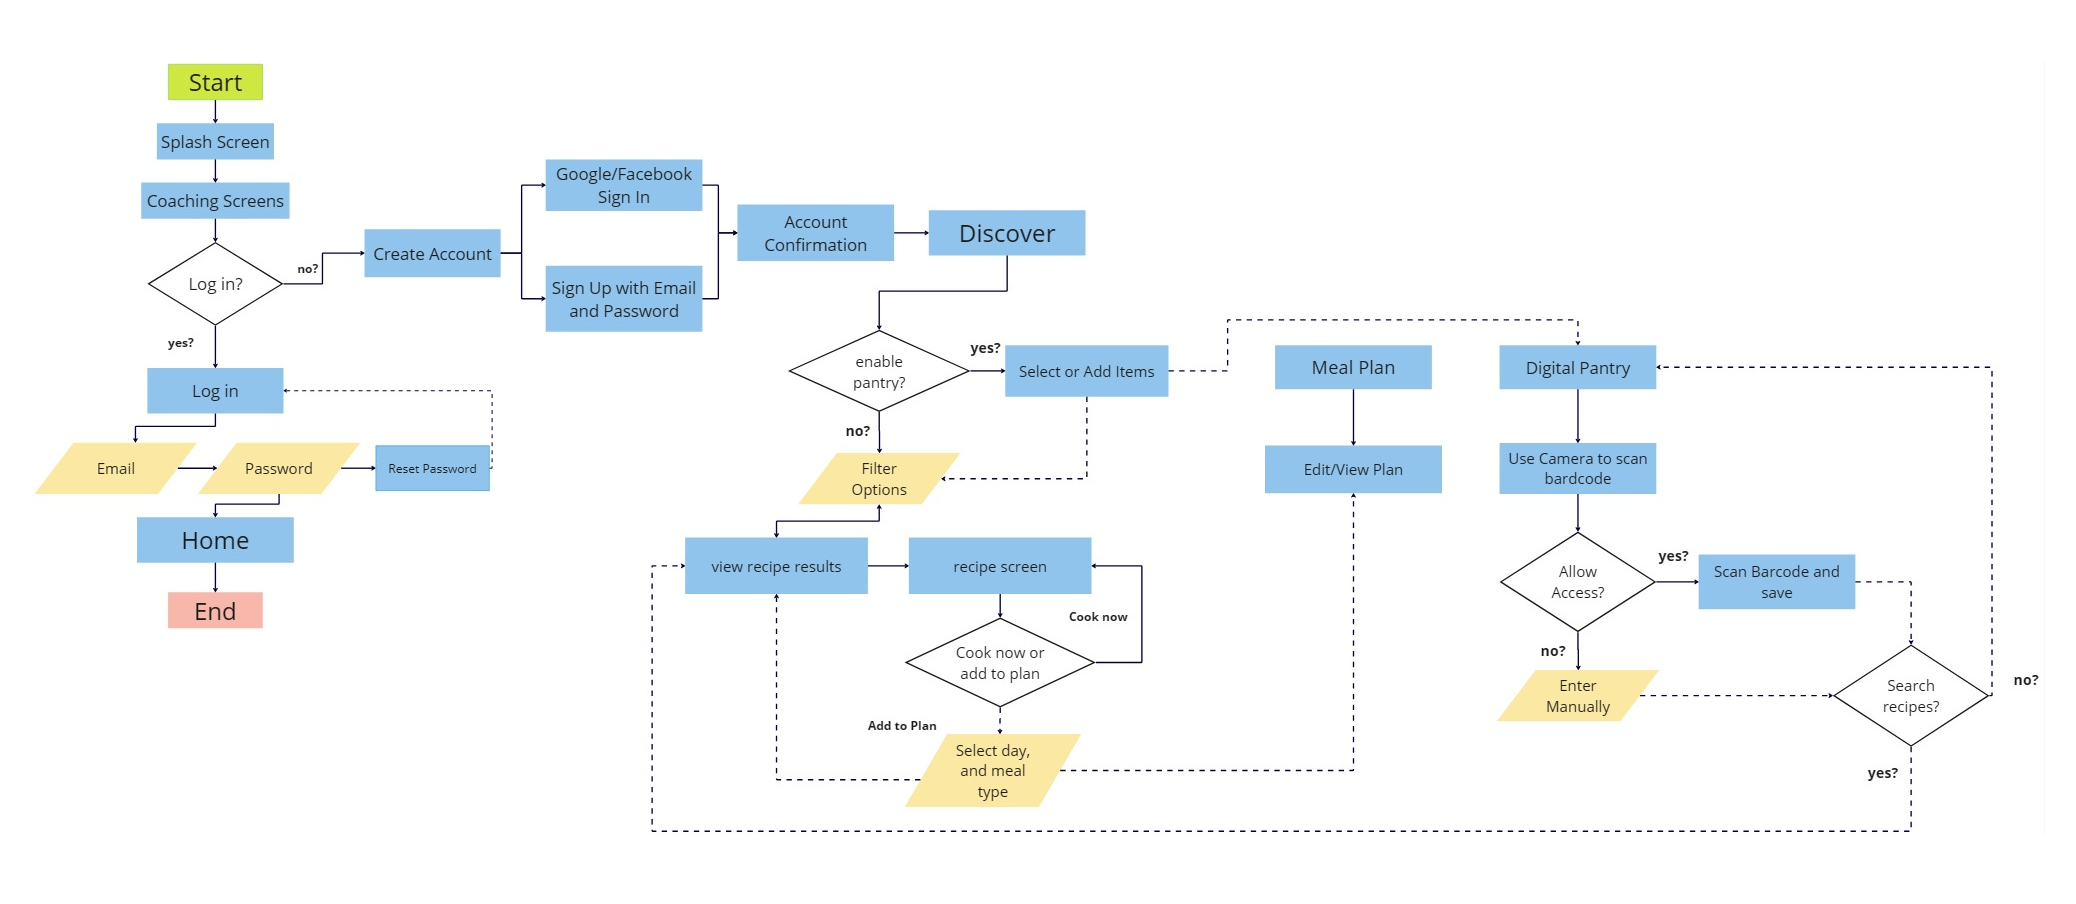 Start
Splash Screen
Coaching Screens
Log in?
no?
yes?
Log in
Email
Password
Reset Password
Home
End
Create Account
Google/Facebook
Sign In
Sign Up with Email
and Password
Account
Confirmation
Discover
enable
pantry?
yes?
no?
Select or Add Items
Filter
Options
view recipe results
recipe screen
Cook now
Cook now or
add to plan
Add to Plan
Select day,
and meal
type
Meal Plan
Edit/View Plan
Digital Pantry
Use Camera to scan
bardcode
Allow
Access?
yes?
no?
Scan Barcode and
save
Enter
Manually
Search
recipes?
no?
yes?